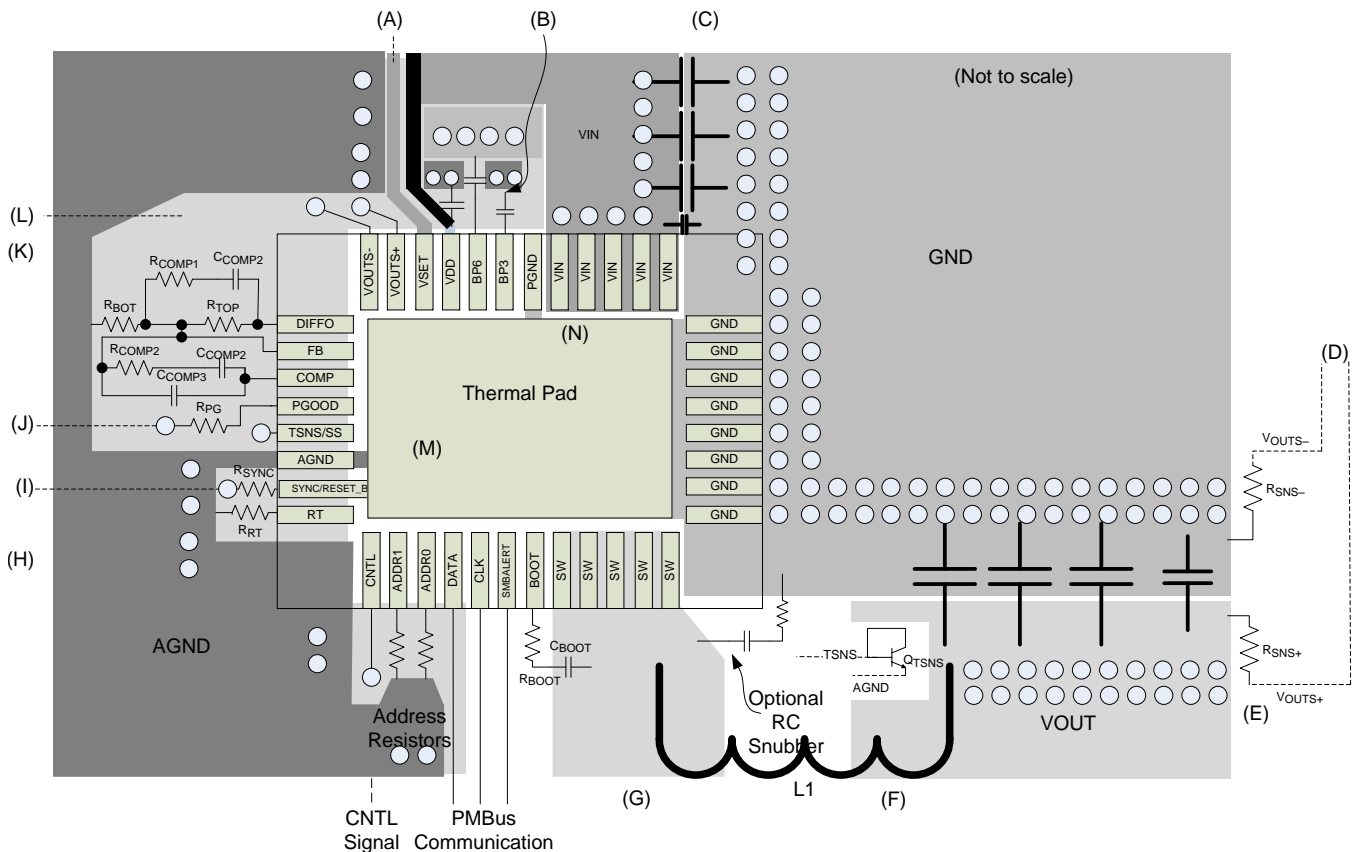 (A)
(B)
(C)
(Not to scale)
VIN
(L)
(K)
GND
VOUTS-
VOUTS+
VSET
VDD
BP6
BP3
PGND
VIN
VIN
VIN
VIN
VIN
RCOMP1
CCOMP2
RBOT
RTOP
RCOMP2
CCOMP2
CCOMP3
RPG
(J)
DIFFO
FB
COMP
PGOOD
TSNS/SS
AGND
SYNC/RESET_B
RT
(N)
Thermal Pad
(M)
GND
GND
GND
GND
GND
GND
GND
GND
(D)
VOUTS–
RSNS–
(I)
RSYNC
RRT
(H)
CNTL
ADDR1
ADDR0
DATA
CLK
SMBALERT
BOOT
SW
SW
SW
SW
SW
AGND
CBOOT
RBOOT
TSNS
QTSNS
AGND
RSNS+
VOUTS+
(E)
Optional
RC
Snubber
Address
Resistors
VOUT
L1
(G)
(F)
CNTL
Signal
PMBus
Communication